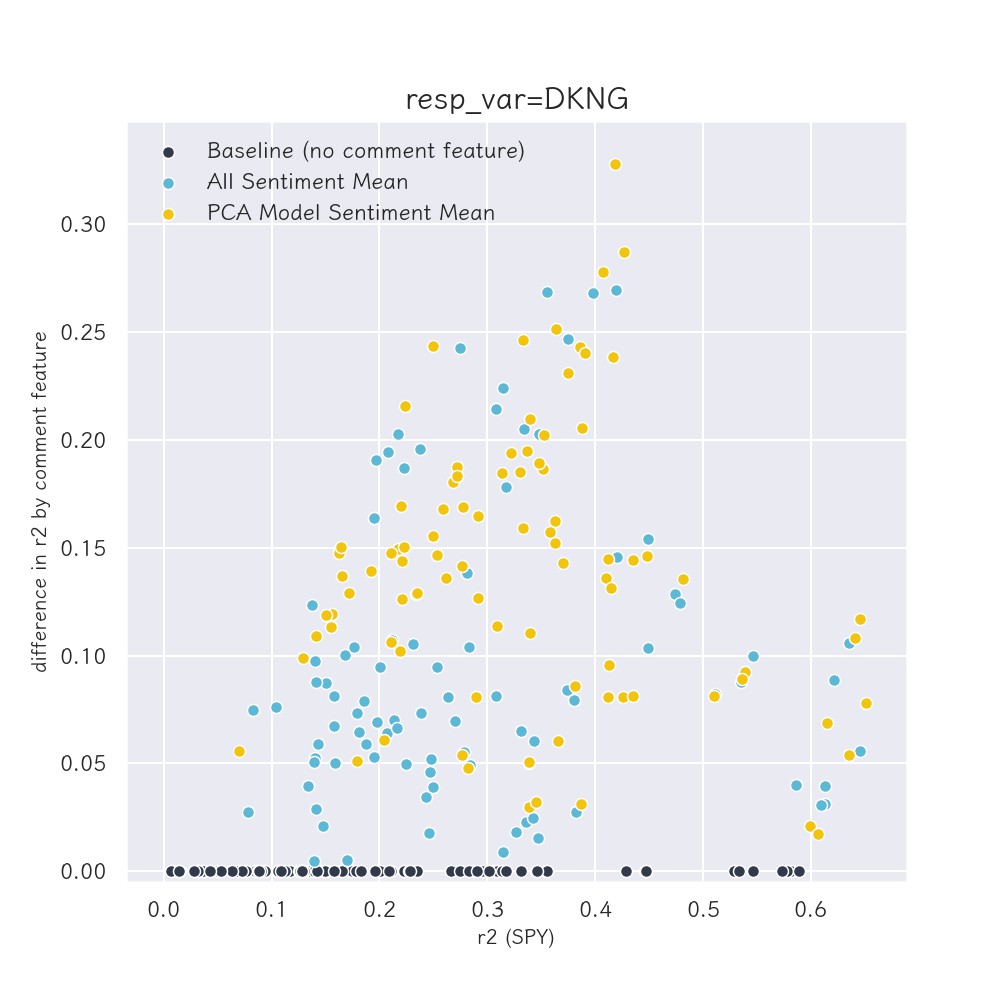 resp_var=DKNG
Baseline (no comment feature)
All Sentiment Mean
PCA Model Sentiment Mean
difference in r2 by comment feature
0.30
0.25
0.20
0.15
0.10
0.05
0.00
0.0 0.1 0.2 0.3 0.4 0.5 0.6
r2 (SPY)